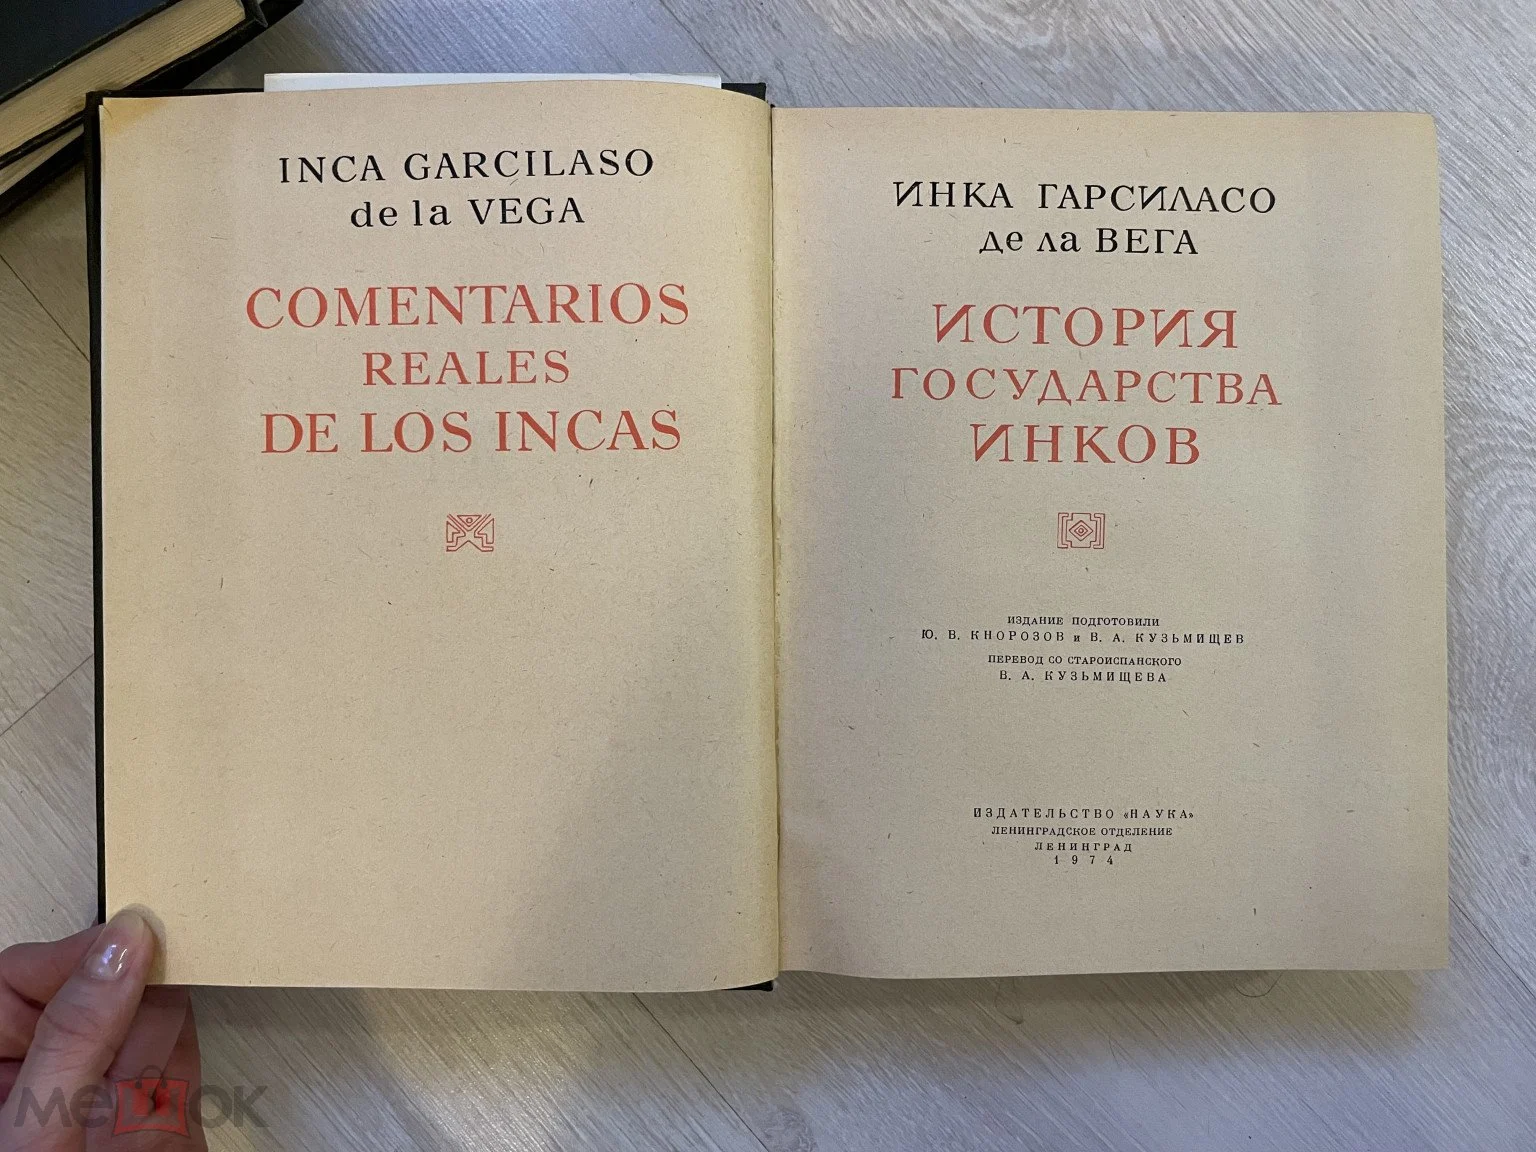 INCA GARCILASO
de la VEGA
COMENTARIOS
REALES
DE LOS INCAS
ИНКА ГАРСИЛАСО
де ла ВЕГА
ИСТОРИЯ
ГОСУДАРСТВА
ИНКОВ
ИЗДАНИЕ ПОДГОТОВИЛИ
Ю. В. КНОРОЗОВ и В. А. КУЗЬМИЩЕВ
ПЕРЕВОД СО СТАРОИСПАНСКОГО
В. А. КУЗЬМИЩЕВА
ИЗДАТЕЛЬСТВО «НАУКА»
ЛЕНИНГРАДСКОЕ ОТДЕЛЕНИЕ
ЛЕНИНГРАД
1974
мешок